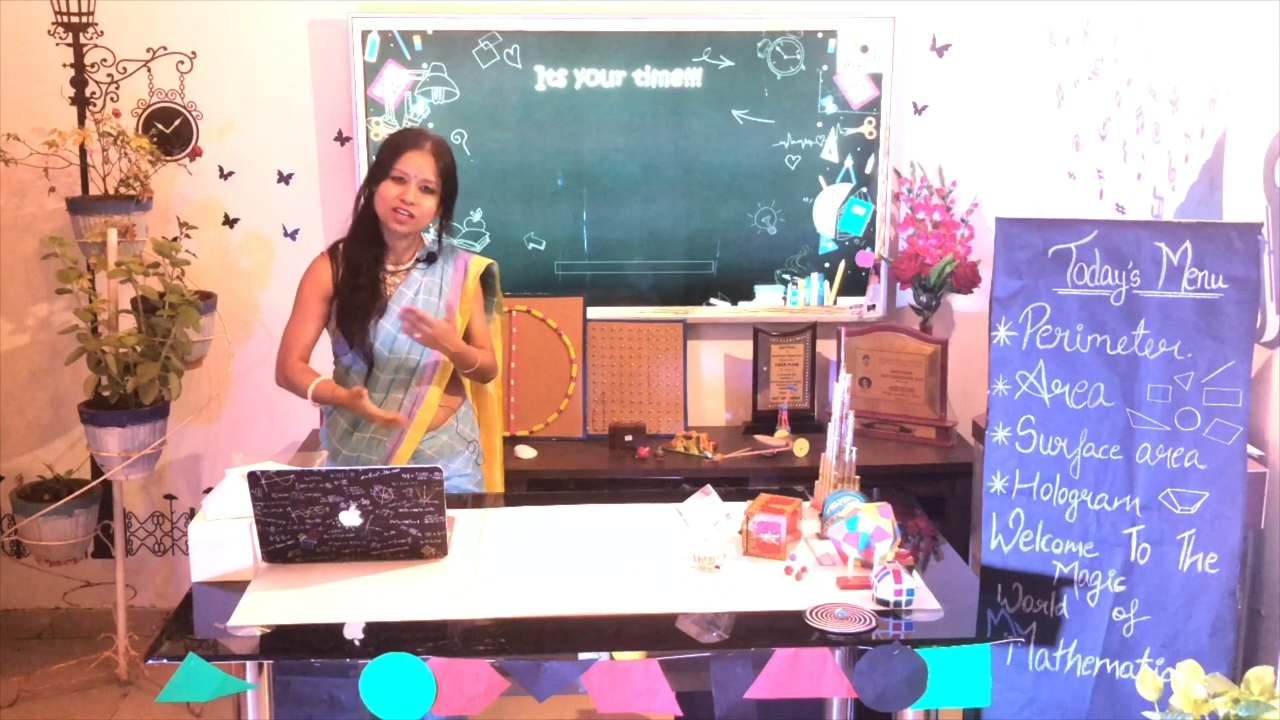 Its your time!!!
Today's Menu
* Perimeter.
* Area
* Surface area
* Hologram
Welcome To The
Magic
World of
Mathematic